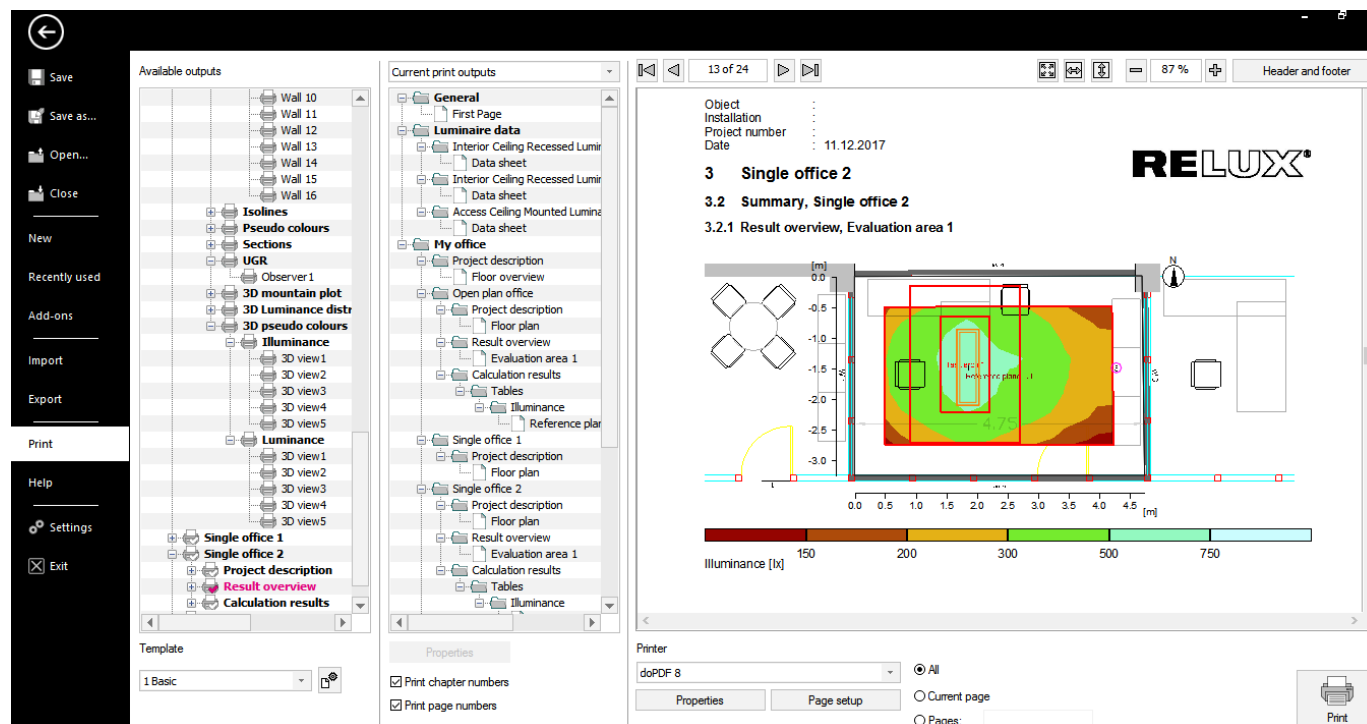 Save
Save as...
Open...
Close
New
Recently used
Add-ons
Import
Export
Print
Help
Settings
Exit
Available outputs
Wall 10
Wall 11
Wall 12
Wall 13
Wall 14
Wall 15
Wall 16
Isolines
Pseudo colours
Sections
UGR
Observer1
3D mountain plot
3D Luminance distr
3D pseudo colours
Illuminance
3D view1
3D view2
3D view3
3D view4
3D view5
Luminance
3D view1
3D view2
3D view3
3D view4
3D view5
Single office 1
Single office 2
Project description
Result overview
Calculation results
Template
1 Basic
Current print outputs
General
First Page
Luminaire data
Interior Ceiling Recessed Lumir
Data sheet
Interior Ceiling Recessed Lumir
Data sheet
Access Ceiling Mounted Lumina
Data sheet
My office
Project description
Floor overview
Open plan office
Project description
Floor plan
Result overview
Evaluation area 1
Calculation results
Tables
Illuminance
Reference plar
Single office 1
Project description
Floor plan
Single office 2
Project description
Floor plan
Result overview
Evaluation area 1
Calculation results
Tables
Illuminance
Properties
Print chapter numbers
Print page numbers
13 of 24
87 %
Header and footer
Object :
Installation :
Project number :
Date : 11.12.2017
RELUX®
3 Single office 2
3.2 Summary, Single office 2
3.2.1 Result overview, Evaluation area 1
[m]
N
0.0
-0.5
-1.0
-1.5
-2.0
-2.5
-3.0
4.75
0.0 0.5 1.0 1.5 2.0 2.5 3.0 3.5 4.0 4.5 [m]
150 200 300 500 750
Illuminance [lx]
Printer
doPDF 8
Properties
Page setup
All
Current page
Pages:
Print